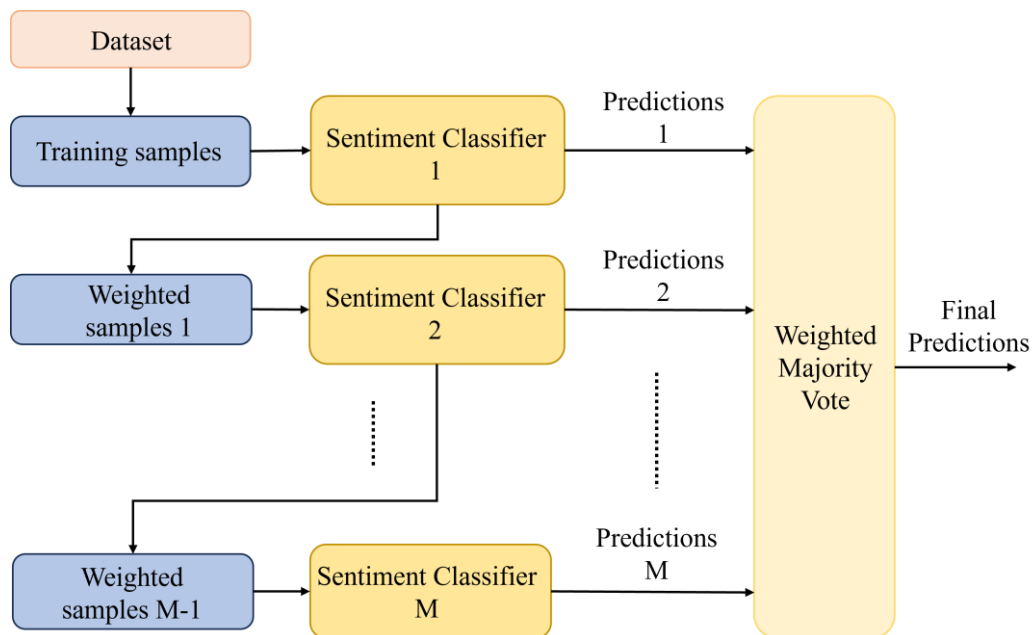 Dataset
Training samples
Sentiment Classifier
1
Predictions
1
Weighted
samples 1
Sentiment Classifier
2
Predictions
2
Weighted
Majority
Vote
Final
Predictions
Weighted
samples M-1
Sentiment Classifier
M
Predictions
M